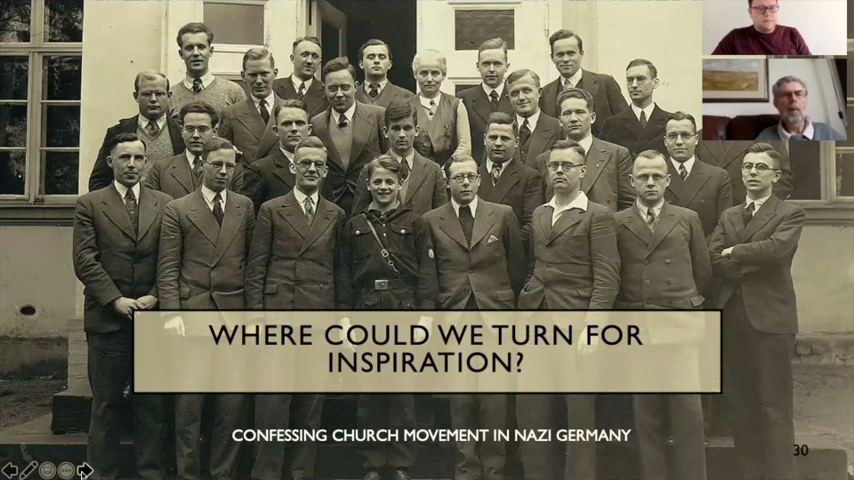 WHERE COULD WE TURN FOR
INSPIRATION?
CONFESSING CHURCH MOVEMENT IN NAZI GERMANY
30